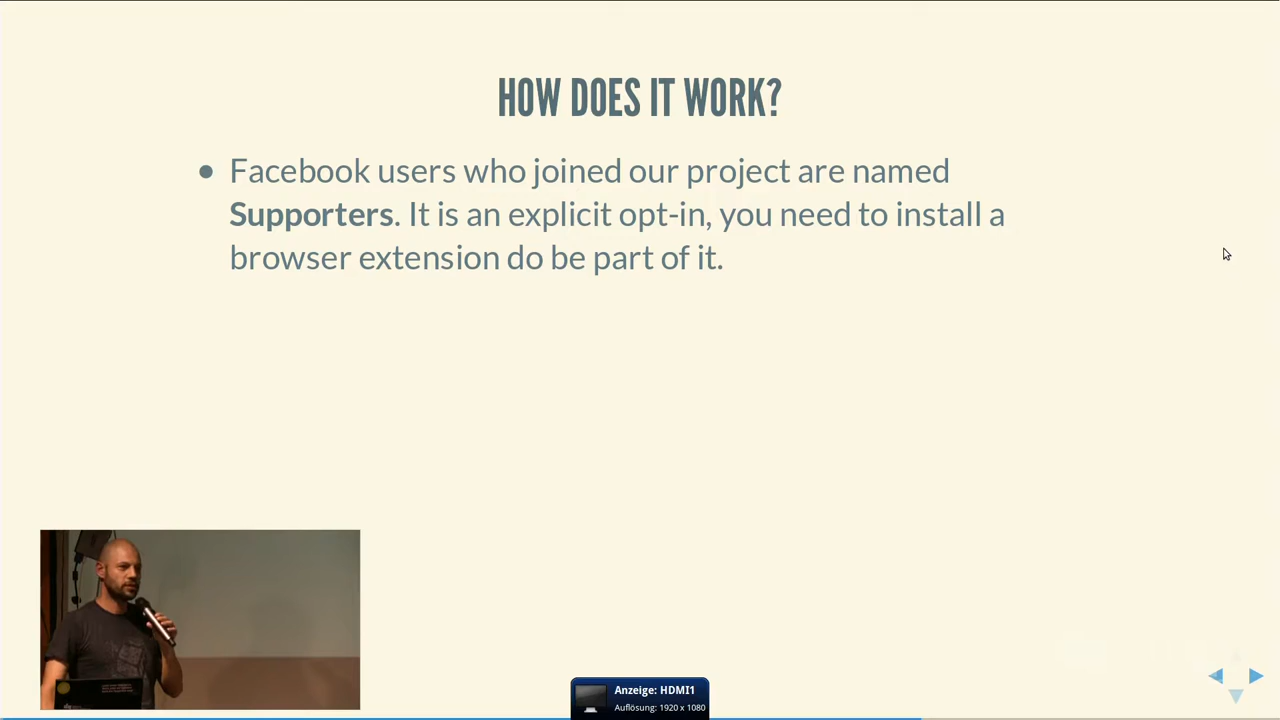 HOW DOES IT WORK?
• Facebook users who joined our project are named
Supporters. It is an explicit opt-in, you need to install a
browser extension do be part of it.
Anzeige: HDMI1
Auflösung: 1920 x 1080